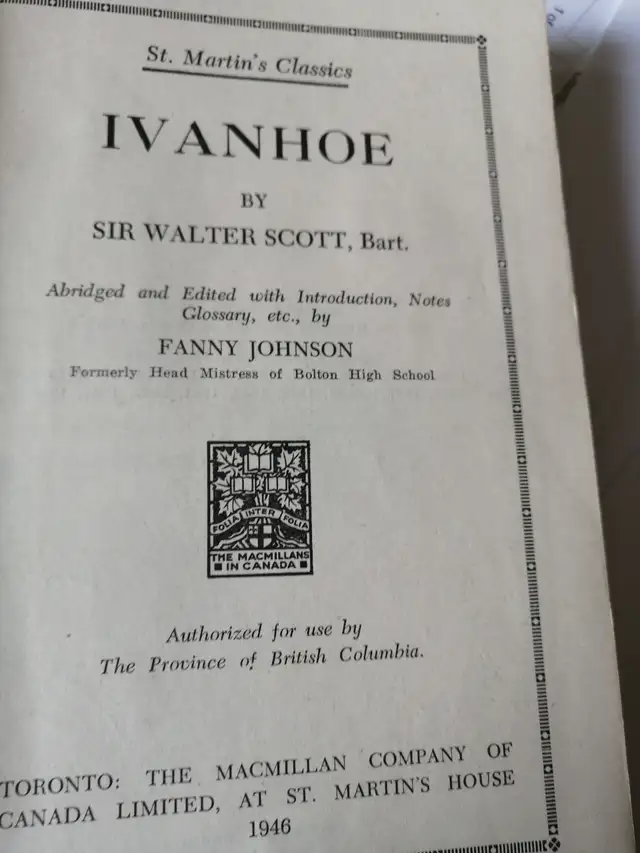 St. Martin's Classics
IVANHOE
BY
SIR WALTER SCOTT, Bart.
Abridged and Edited with Introduction, Notes
Glossary, etc., by
FANNY JOHNSON
Formerly Head Mistress of Bolton High School
FOLIA INTER FOLIA
THE MACMILLANS
IN CANADA
Authorized for use by
The Province of British Columbia.
TORONTO: THE MACMILLAN COMPANY OF
CANADA LIMITED, AT ST. MARTIN'S HOUSE
1946